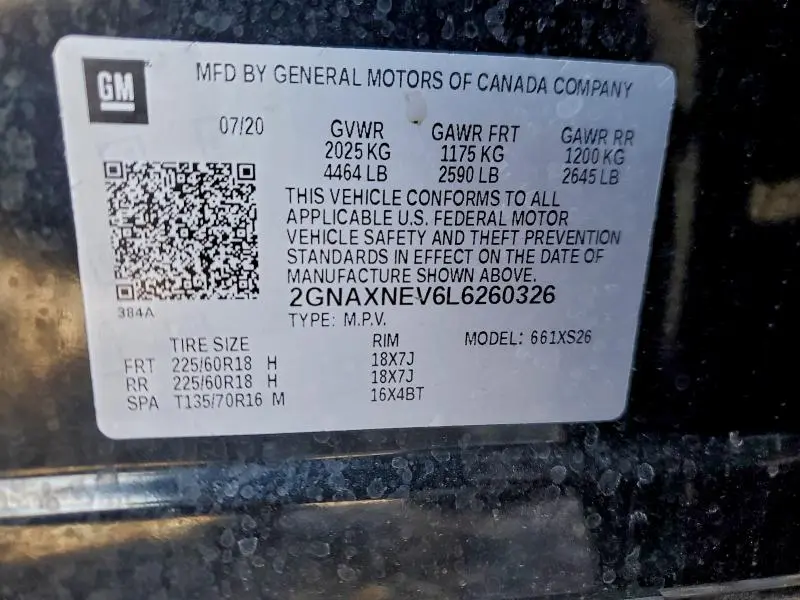 GM
MFD BY GENERAL MOTORS OF CANADA COMPANY
07/20 GVWR GAWR FRT GAWR RR
2025 KG 1175 KG 1200 KG
4464 LB 2590 LB 2645 LB
THIS VEHICLE CONFORMS TO ALL
APPLICABLE U.S. FEDERAL MOTOR
VEHICLE SAFETY AND THEFT PREVENTION
STANDARDS IN EFFECT ON THE DATE OF
MANUFACTURE SHOWN ABOVE.
2GNAXNEV6L6260326
384A
TYPE: M.P.V.
TIRE SIZE RIM MODEL: 661XS26
FRT 225/60R18 H 18X7J
RR 225/60R18 H 18X7J
SPA T135/70R16 M 16X4BT